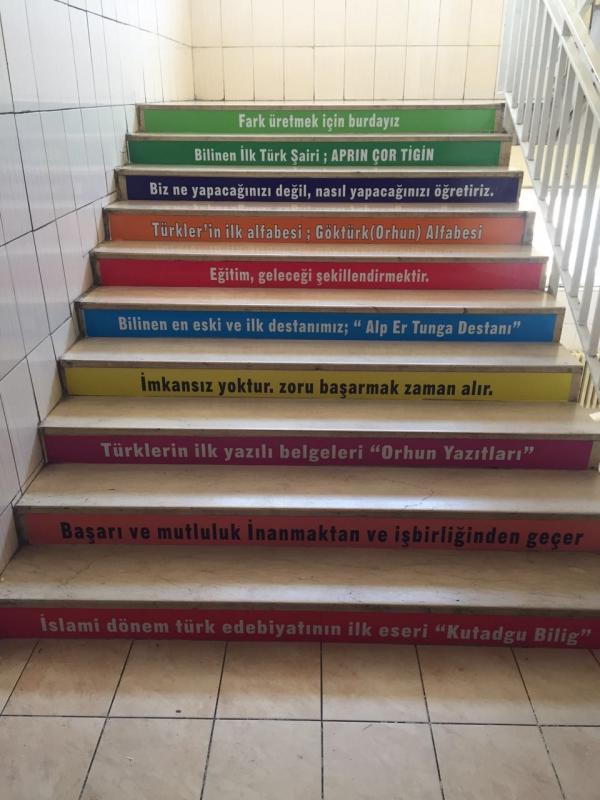 Fark üretmek için burdayız
Bilinen İlk Türk Şairi ; APRIN ÇOR TİGİN
Biz ne yapacağınızı değil, nasıl yapacağınızı öğretiriz.
Türkler'in ilk alfabesi ; Göktürk(Orhun) Alfabesi
Eğitim, geleceği şekillendirmektir.
Bilinen en eski ve ilk destanımız; “ Alp Er Tunga Destanı”
İmkansız yoktur. zoru başarmak zaman alır.
Türklerin ilk yazılı belgeleri “Orhun Yazıtları”
Başarı ve mutluluk İnanmaktan ve işbirliğinden geçer
İslami dönem türk edebiyatının ilk eseri “Kutadgu Bilig”